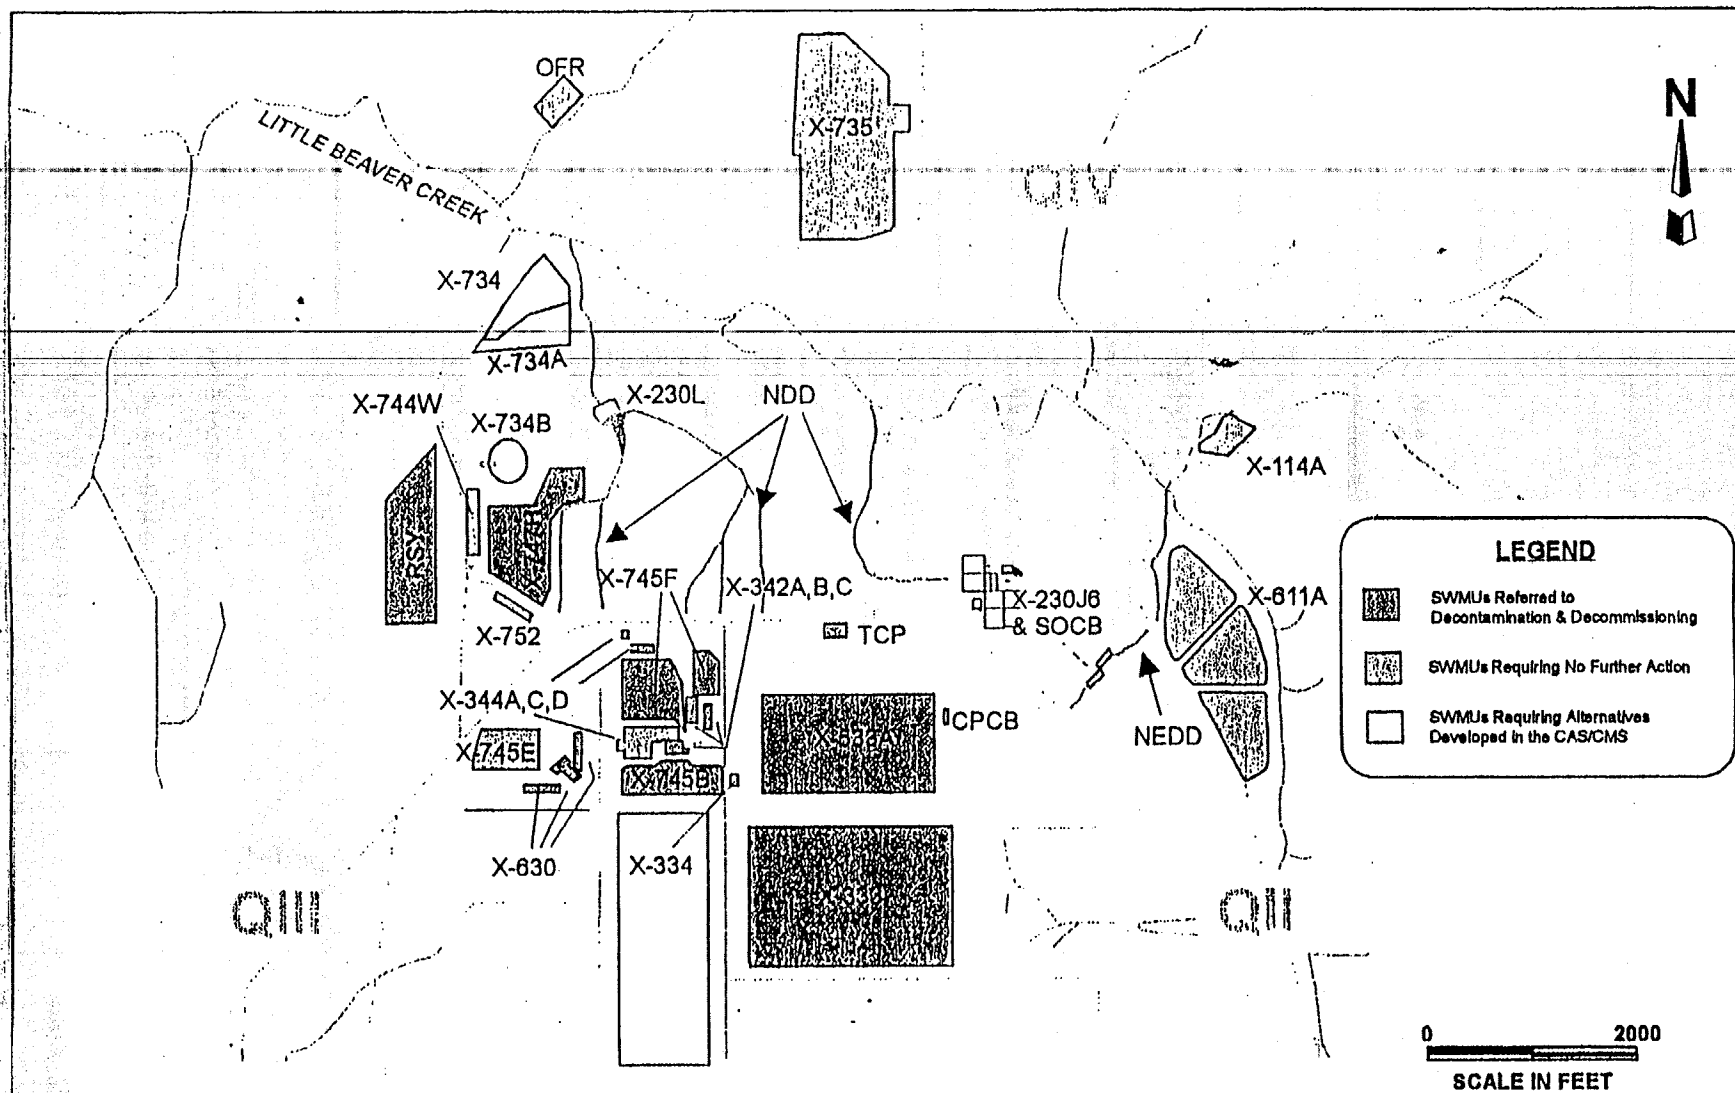 OFR
N
LITTLE BEAVER CREEK
X-735
QIV
X-734
X-734A
X-744W
X-230L
NDD
X-734B
X-114A
RSY
LEGEND
SWMUs Referred to
Decontamination & Decommissioning
SWMUs Requiring No Further Action
SWMUs Requiring Alternatives
Developed in the CAS/CMS
X-745F
X-342A,B,C
X-230J6
& SOCB
X-611A
X-752
TCP
X-344A,C,D
CPCB
NEDD
X-745E
X-533A
X-745B
X-630
X-334
QIII
QII
0 2000
SCALE IN FEET